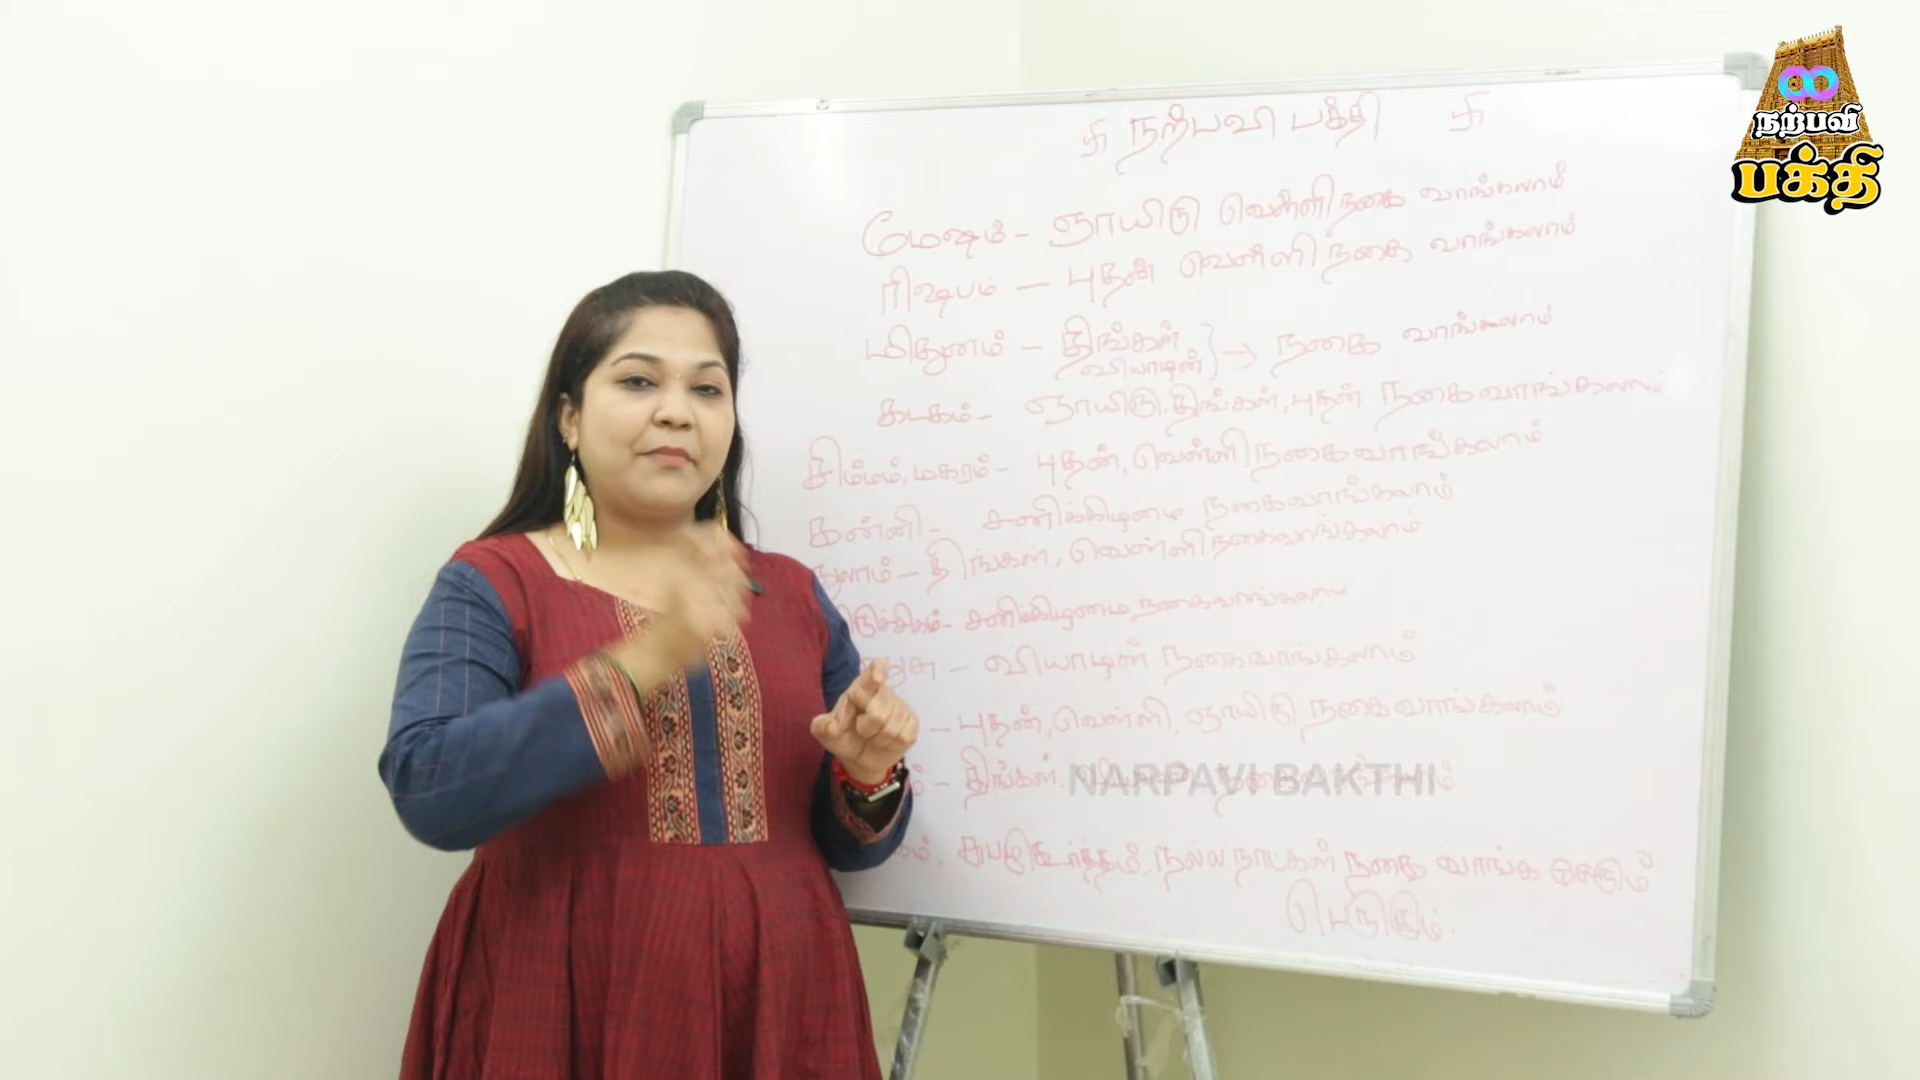 நற்பவி பக்தி
மேஷம் - ஞாயிறு வெள்ளி நகை வாங்கலாம்
ரிஷபம் - புதன் வெள்ளி நகை வாங்கலாம்
மிதுனம் - திங்கள் வியாழன் } → நகை வாங்கலாம்
கடகம் - ஞாயிறு, திங்கள், புதன் நகை வாங்கலாம்
சிம்மம், மகரம் - புதன், வெள்ளி நகை வாங்கலாம்
கன்னி - சனிக்கிழமை நகை வாங்கலாம்
துலாம் - திங்கள், வெள்ளி நகை வாங்கலாம்
சனிக்கிழமை நகை வாங்கலாம்
- வியாழன் நகை வாங்கலாம்
- புதன், வெள்ளி, ஞாயிறு நகை வாங்கலாம்
- திங்கள்.
சுபமுகூர்த்தம், நல்ல நாட்கள் நகை வாங்க
பெருகும்.
நற்பவி
பக்தி
NARPAVI BAKTHI